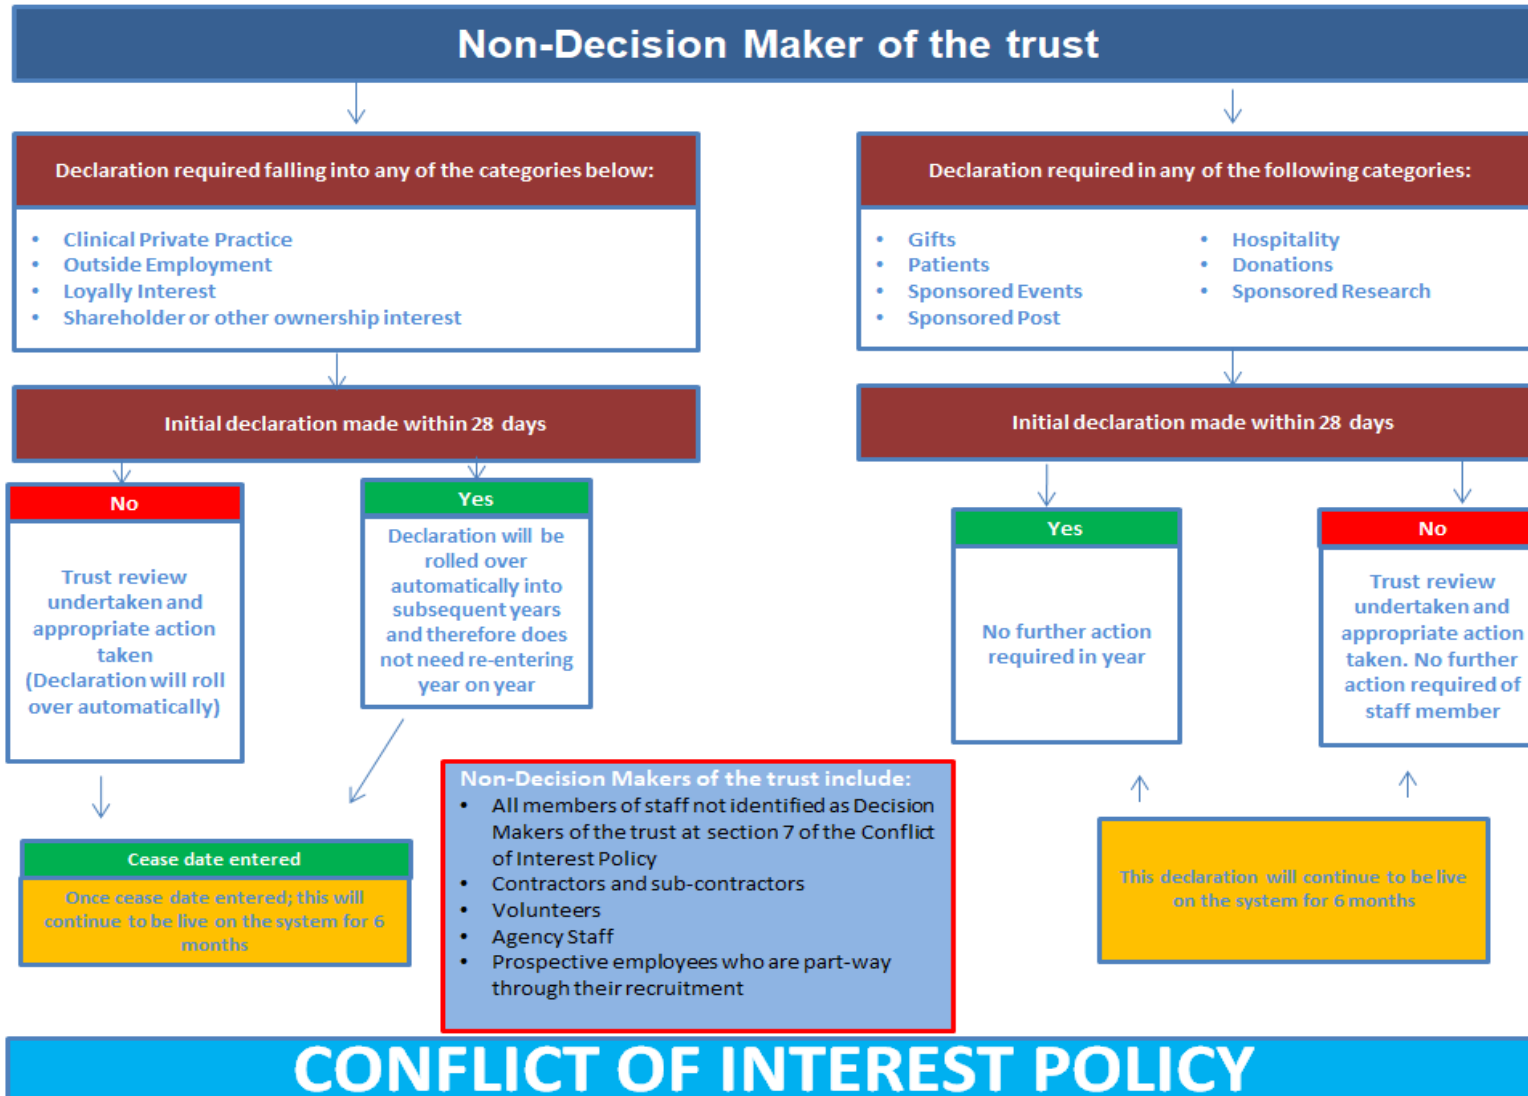 Non-Decision Maker of the trust
Declaration required falling into any of the categories below:
• Clinical Private Practice
• Outside Employment
• Loyally Interest
• Shareholder or other ownership interest
Declaration required in any of the following categories:
• Gifts
• Patients
• Sponsored Events
• Sponsored Post
• Hospitality
• Donations
• Sponsored Research
Initial declaration made within 28 days
Initial declaration made within 28 days
No
Trust review
undertaken and
appropriate action
taken
(Declaration will roll
over automatically)
Yes
Declaration will be
rolled over
automatically into
subsequent years
and therefore does
not need re-entering
year on year
Yes
No further action
required in year
No
Trust review
undertaken and
appropriate action
taken. No further
action required of
staff member
Cease date entered
Once cease date entered; this will
continue to be live on the system for 6
months
Non-Decision Makers of the trust include:
• All members of staff not identified as Decision
Makers of the trust at section 7 of the Conflict
of Interest Policy
• Contractors and sub-contractors
• Volunteers
• Agency Staff
• Prospective employees who are part-way
through their recruitment
This declaration will continue to be live
on the system for 6 months
CONFLICT OF INTEREST POLICY